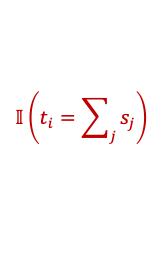 𝕀(tᵢ = ∑ⱼ sⱼ)